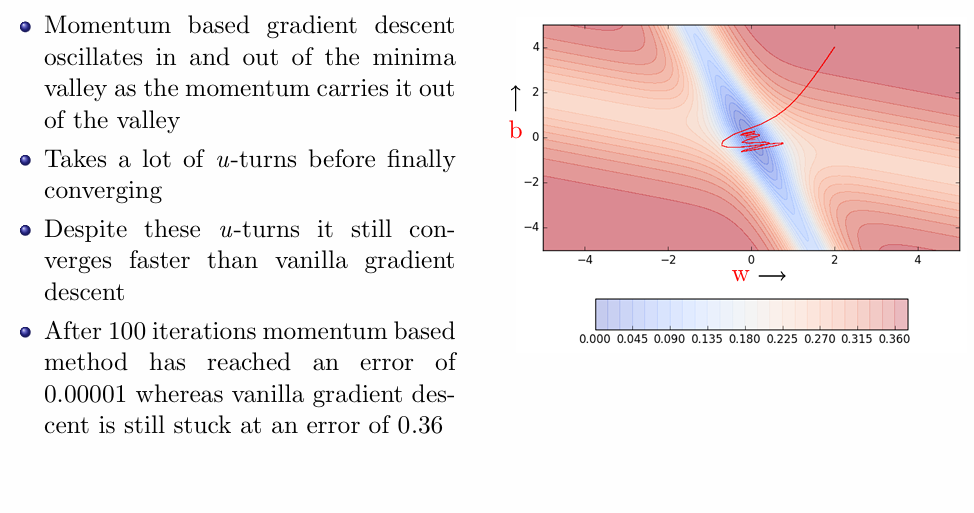 Momentum based gradient descent
oscillates in and out of the minima
valley as the momentum carries it out
of the valley
Takes a lot of u-turns before finally
converging
Despite these u-turns it still con-
verges faster than vanilla gradient
descent
After 100 iterations momentum based
method has reached an error of
0.00001 whereas vanilla gradient des-
cent is still stuck at an error of 0.36
4
2
0
−2
−4
→
b
−4 −2 0 2 4
w →
0.000 0.045 0.090 0.135 0.180 0.225 0.270 0.315 0.360